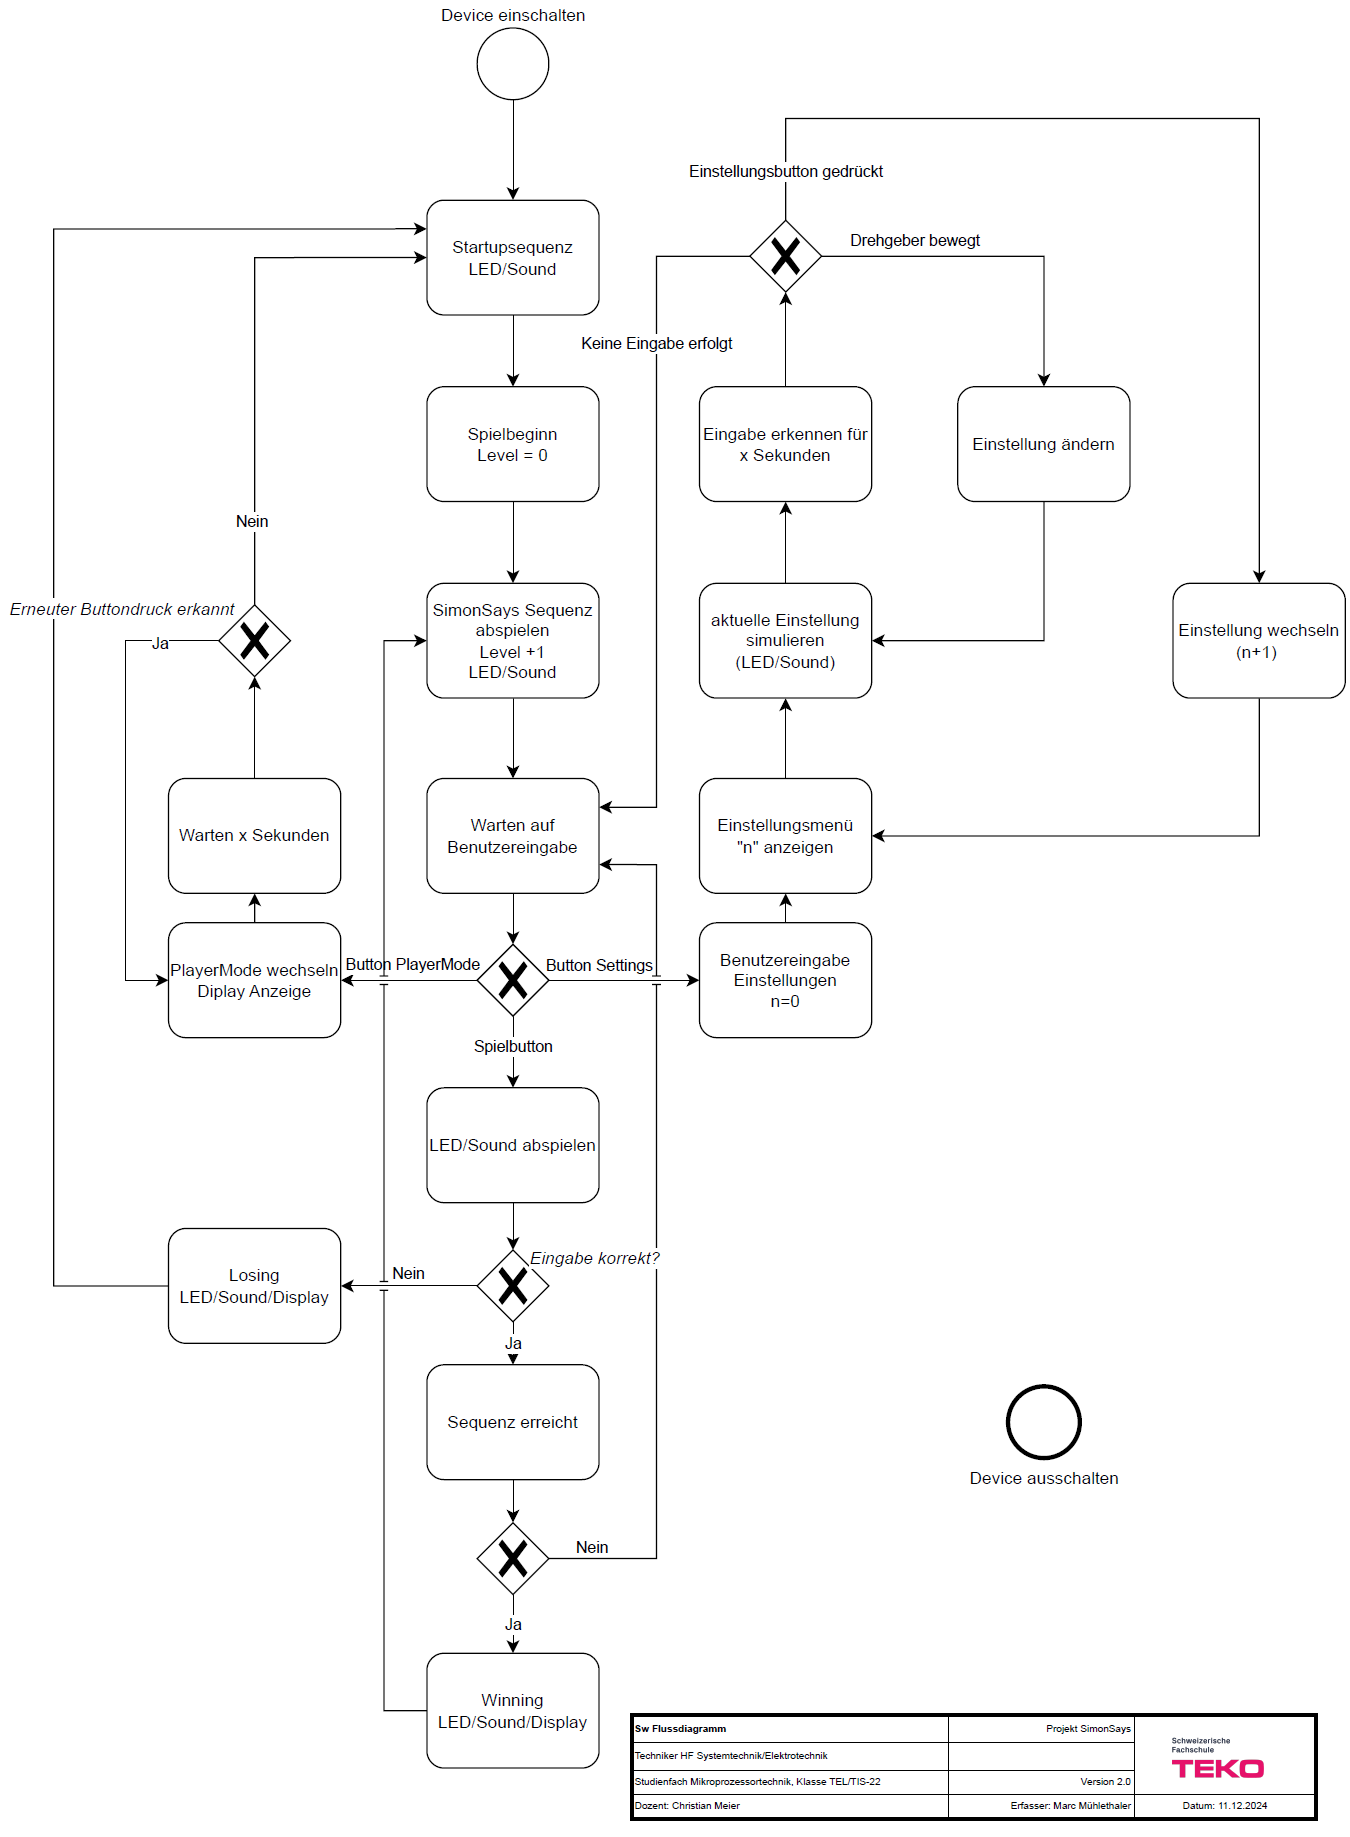 Device einschalten
Einstellungsbutton gedrückt
Startupsequenz
LED/Sound
Drehgeber bewegt
Keine Eingabe erfolgt
Spielbeginn
Level = 0
Eingabe erkennen für
x Sekunden
Einstellung ändern
Nein
Erneuter Buttondruck erkannt
Ja
SimonSays Sequenz
abspielen
Level +1
LED/Sound
aktuelle Einstellung
simulieren
(LED/Sound)
Einstellung wechseln
(n+1)
Warten x Sekunden
Warten auf
Benutzereingabe
Einstellungsmenü
"n" anzeigen
PlayerMode wechseln
Diplay Anzeige
Button PlayerMode
Button Settings
Benutzereingabe
Einstellungen
n=0
Spielbutton
LED/Sound abspielen
Eingabe korrekt?
Losing
LED/Sound/Display
Nein
Ja
Sequenz erreicht
Device ausschalten
Nein
Ja
Winning
LED/Sound/Display
Sw Flussdiagramm
Projekt SimonSays
Techniker HF Systemtechnik/Elektrotechnik
Studienfach Mikroprozessortechnik, Klasse TEL/TIS-22
Version 2.0
Dozent: Christian Meier
Erfasser: Marc Mühlethaler
Schweizerische
Fachschule
TEKO
Datum: 11.12.2024